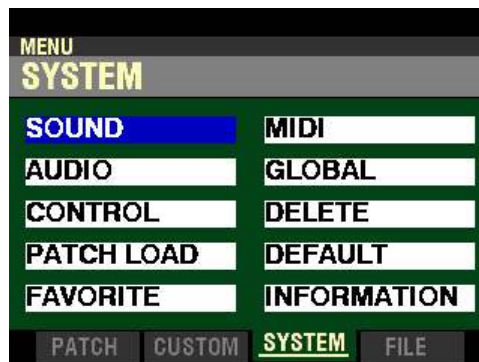 MENU
SYSTEM
SOUND
MIDI
AUDIO
GLOBAL
CONTROL
DELETE
PATCH LOAD
DEFAULT
FAVORITE
INFORMATION
PATCH CUSTOM SYSTEM FILE